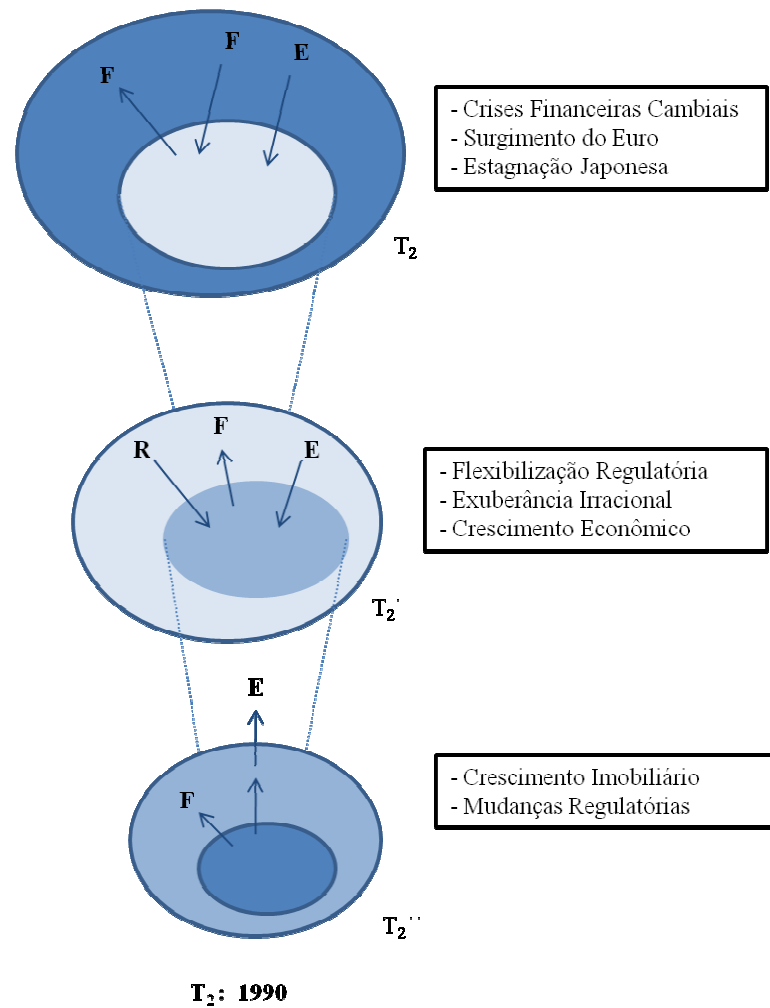 F
F
E
- Crises Financeiras Cambiais
- Surgimento do Euro
- Estagnação Japonesa
T₂
R
F
E
- Flexibilização Regulatória
- Exuberância Irracional
- Crescimento Econômico
T₂'
E
F
- Crescimento Imobiliário
- Mudanças Regulatórias
T₂''
T₂: 1990